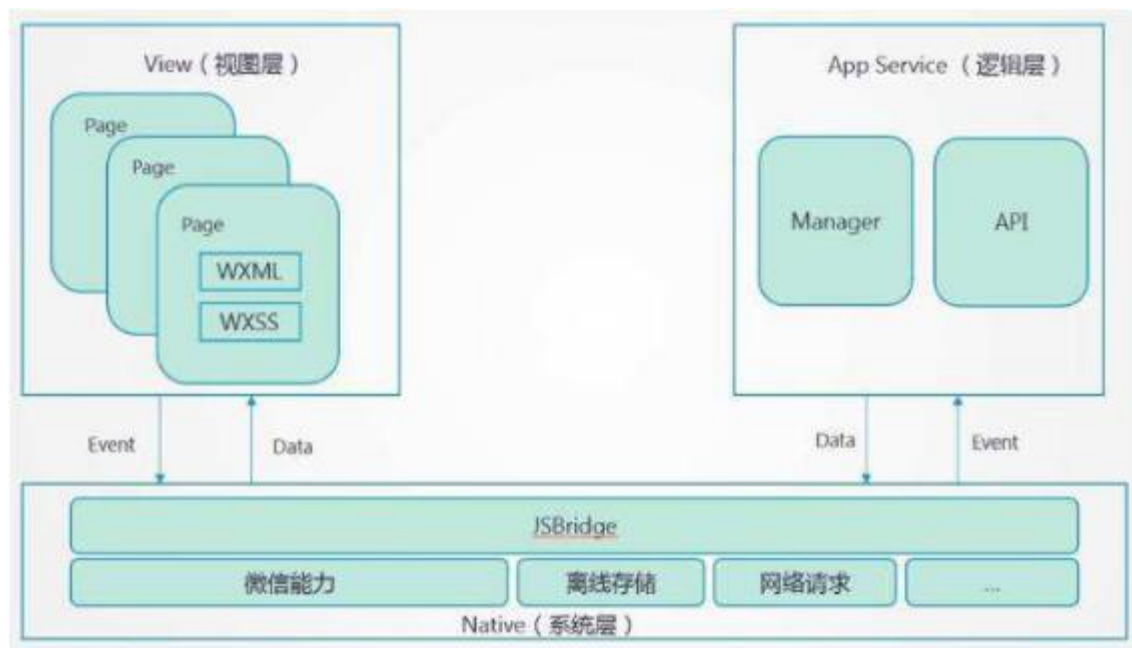 View（视图层）
Page
Page
Page
WXML
WXSS
App Service （逻辑层）
Manager
API
Event
Data
Data
Event
JSBridge
微信能力
离线存储
网络请求
...
Native（系统层）